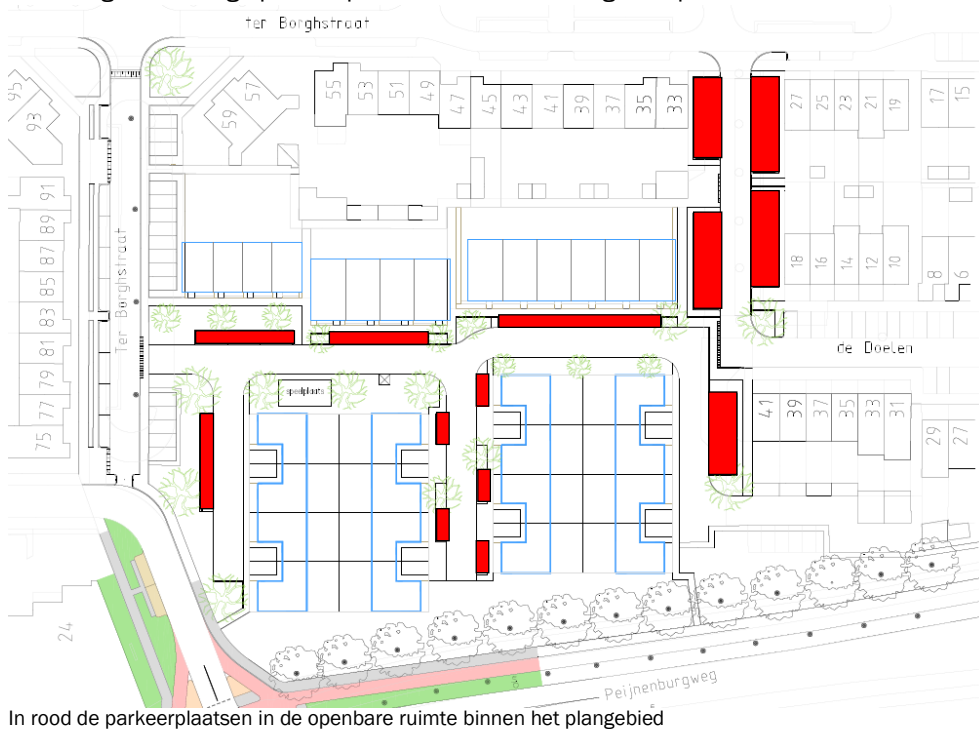 ter Borghstraat
95
93
57
59
55 53 51 49 47 45 43 41 39 37 35 33
27 25 23 21 19
17 15
91
89
87
85
83
81
79
77
75
Ter Borghstraat
18 16 14 12 10
8 6
de Doelen
speelplaats
41 39 37 35 33 31
29 27
24
Peijnenburgweg
In rood de parkeerplaatsen in de openbare ruimte binnen het plangebied